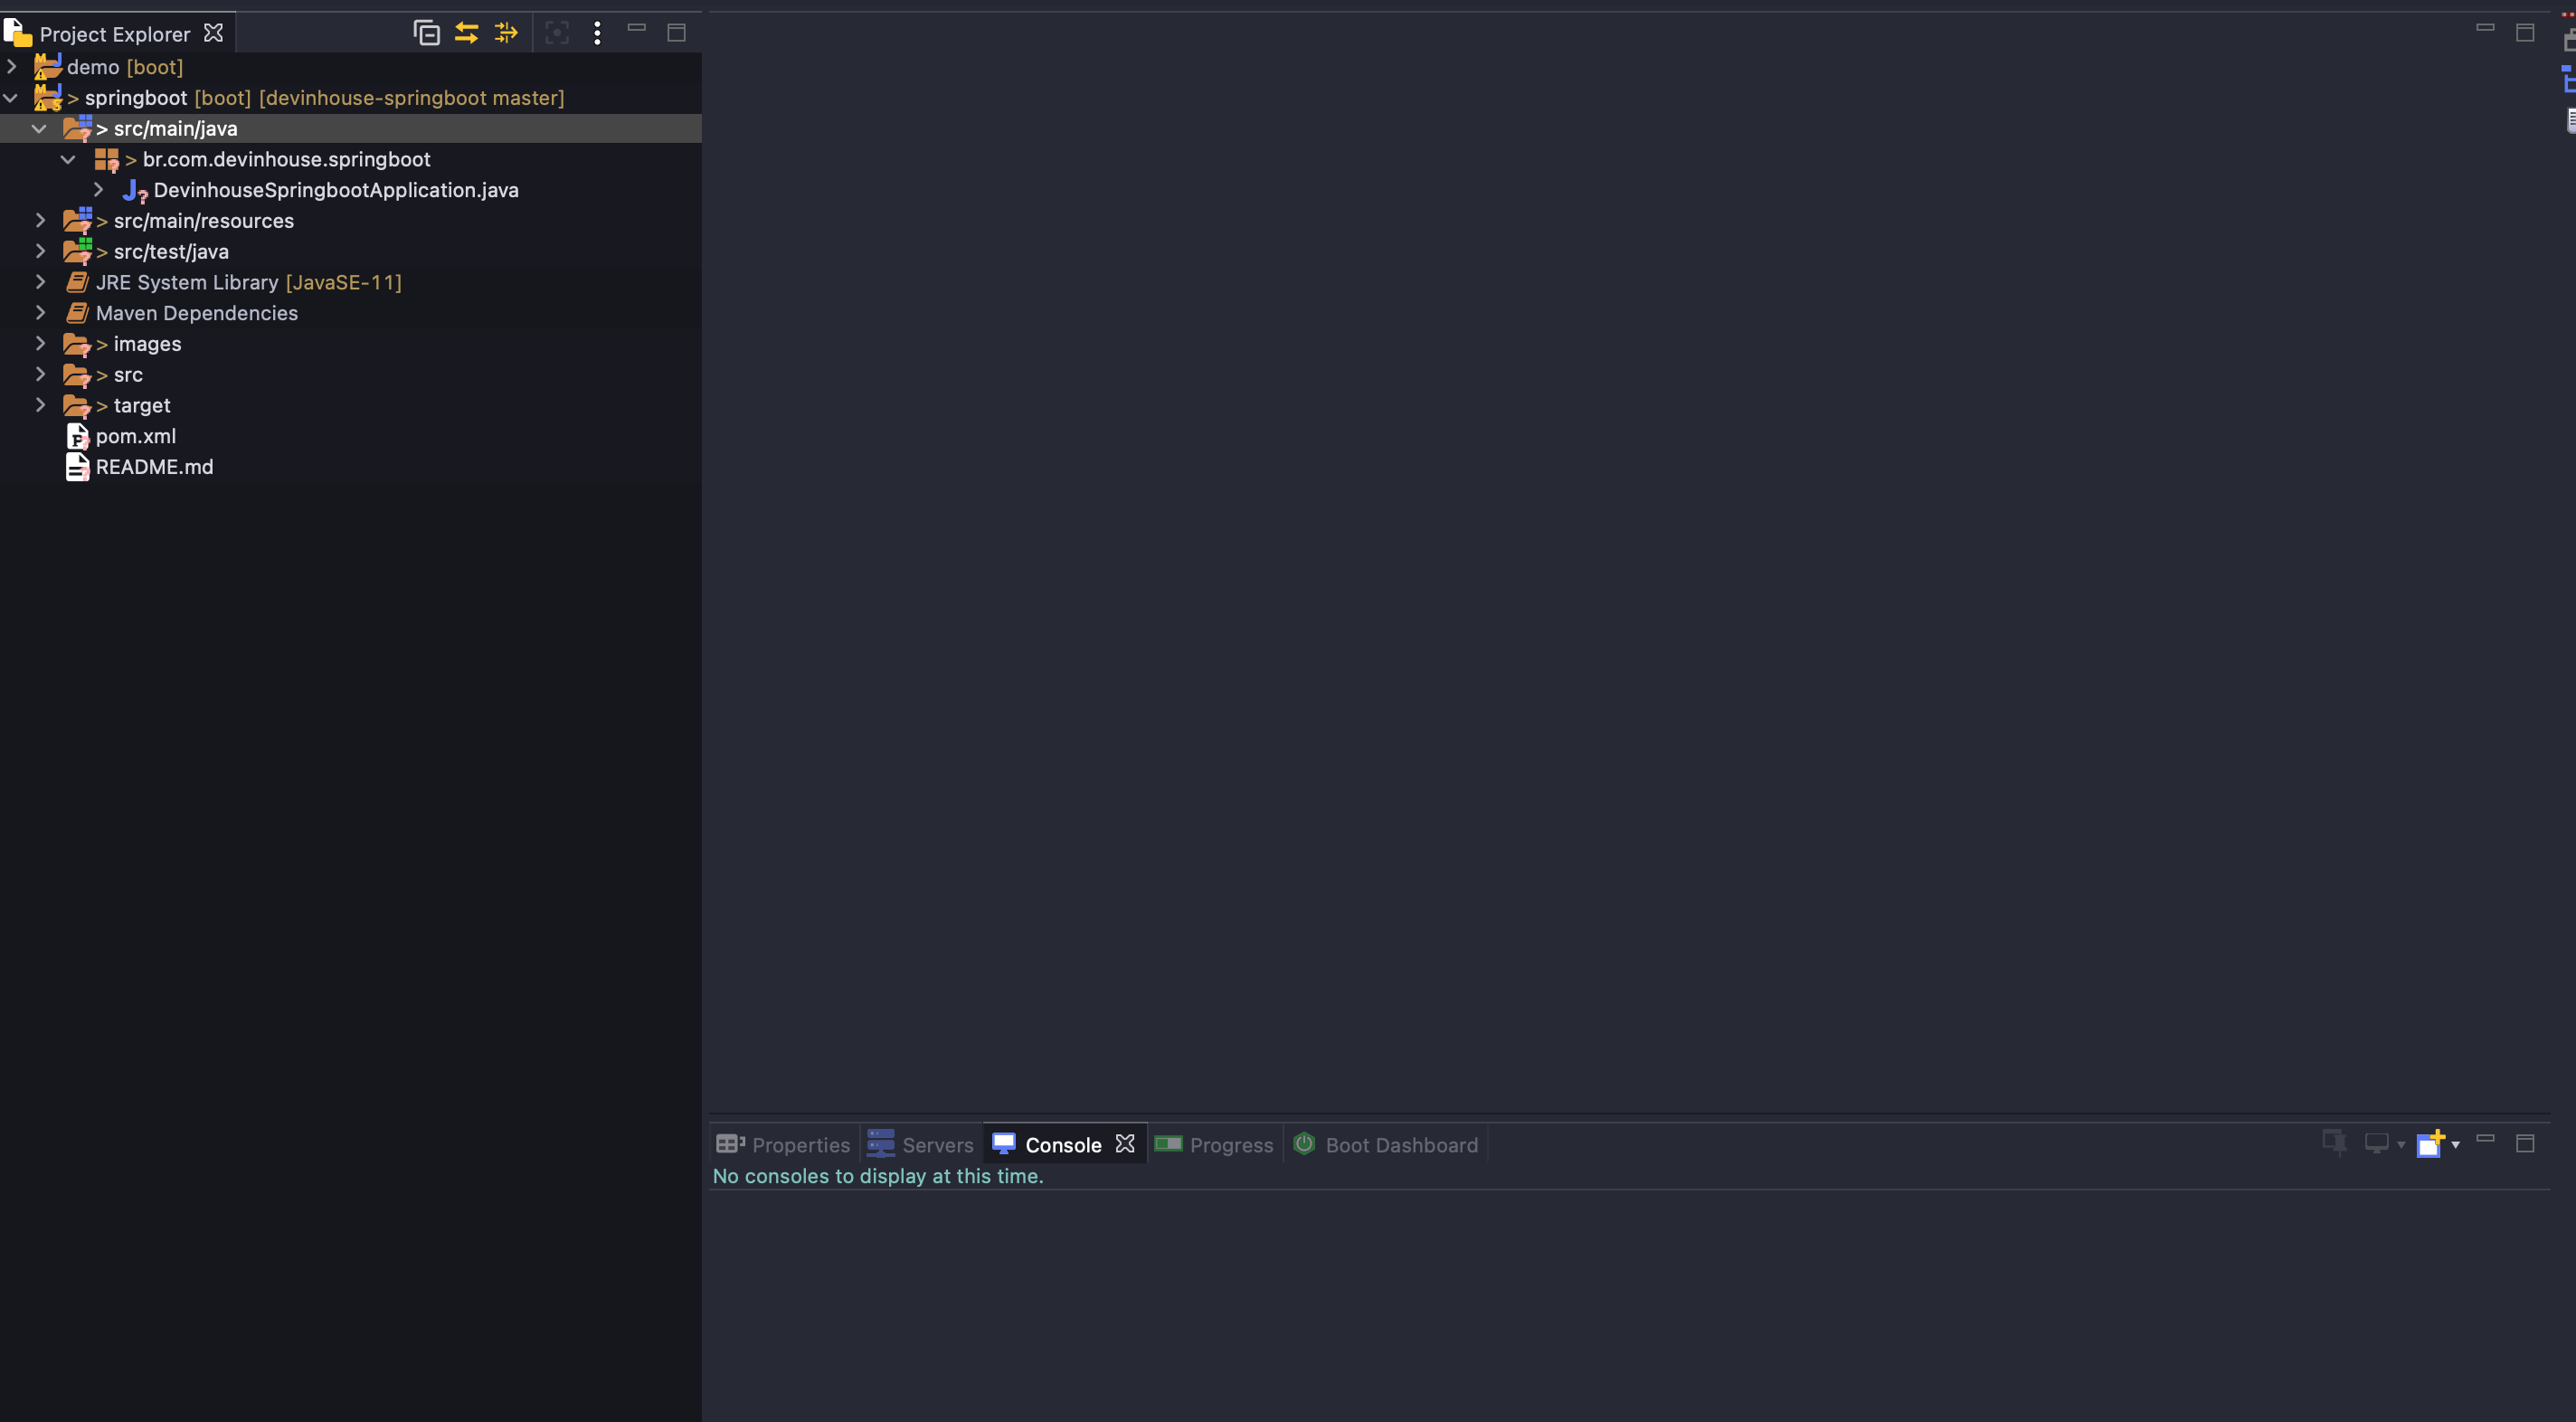 Project Explorer
demo [boot]
> springboot [boot] [devinhouse-springboot master]
> src/main/java
> br.com.devinhouse.springboot
DevinhouseSpringbootApplication.java
> src/main/resources
> src/test/java
JRE System Library [JavaSE-11]
Maven Dependencies
> images
> src
> target
pom.xml
README.md
Properties Servers Console Progress Boot Dashboard
No consoles to display at this time.